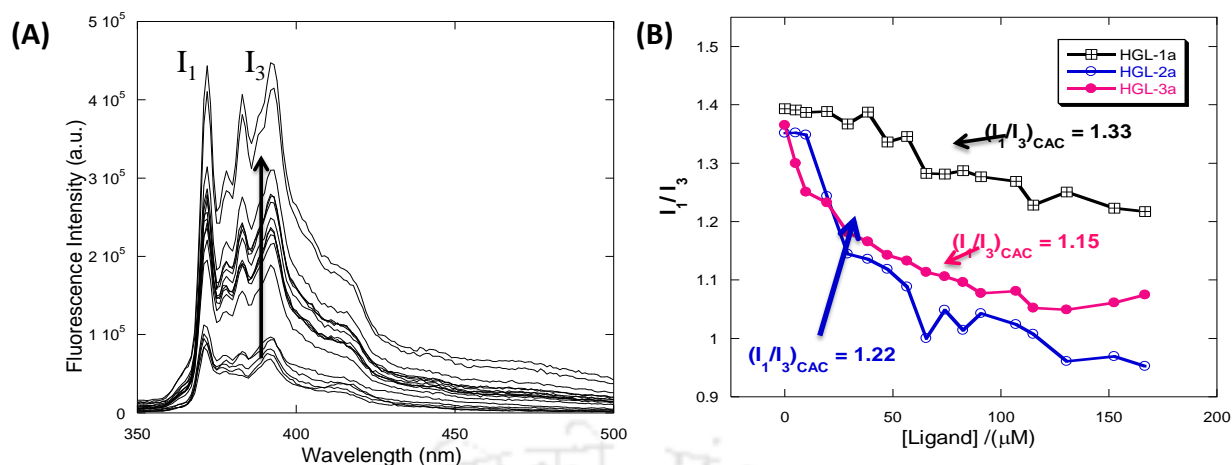 (A)
5 10⁵
4 10⁵
3 10⁵
2 10⁵
1 10⁵
0
Fluorescence Intensity (a.u.)
I₁
I₃
350
400
450
500
Wavelength (nm)
(B)
1.5
1.4
1.3
1.2
1.1
1
0.9
I₁/ I₃
HGL-1a
HGL-2a
HGL-3a
(I₁/I₃)CAC = 1.33
(I₁/I₃)CAC = 1.15
(I₁/I₃)CAC = 1.22
0
50
100
150
200
[Ligand] /(μM)